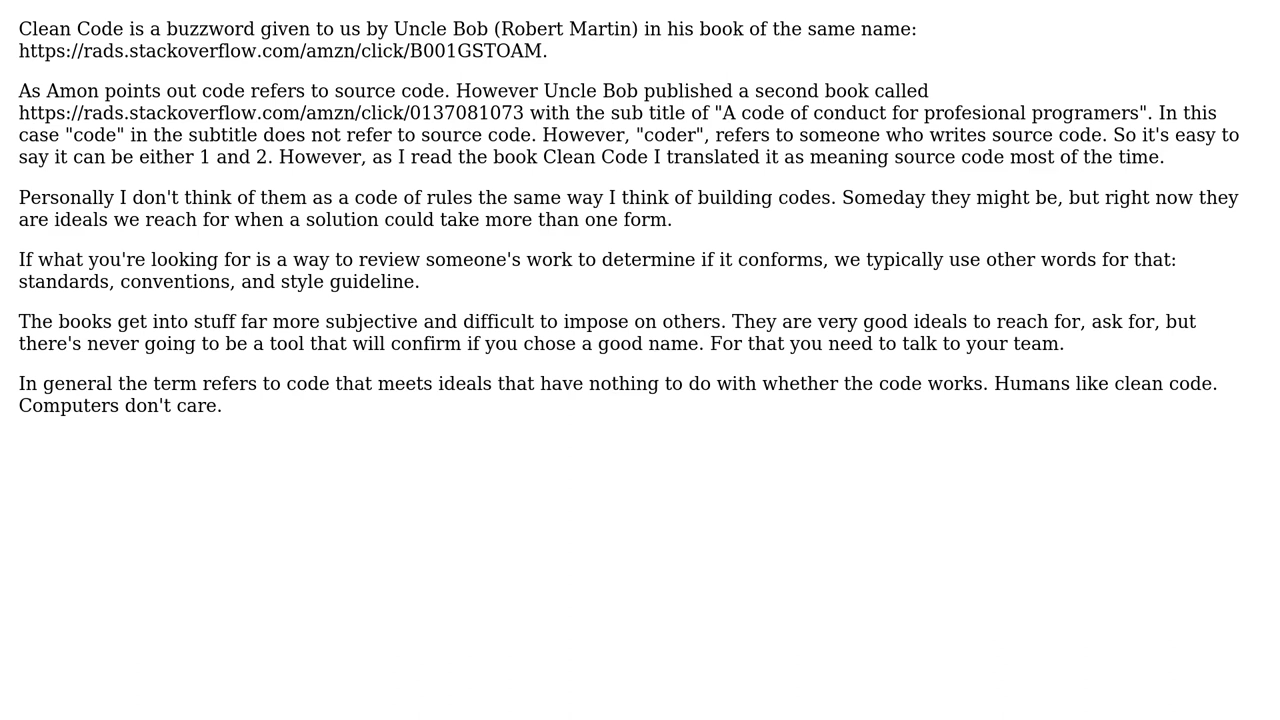 Clean Code is a buzzword given to us by Uncle Bob (Robert Martin) in his book of the same name:
https://rads.stackoverflow.com/amzn/click/B001GSTOAM.
As Amon points out code refers to source code. However Uncle Bob published a second book called
https://rads.stackoverflow.com/amzn/click/0137081073 with the sub title of "A code of conduct for profesional programers". In this
case "code" in the subtitle does not refer to source code. However, "coder", refers to someone who writes source code. So it's easy to
say it can be either 1 and 2. However, as I read the book Clean Code I translated it as meaning source code most of the time.
Personally I don't think of them as a code of rules the same way I think of building codes. Someday they might be, but right now they
are ideals we reach for when a solution could take more than one form.
If what you're looking for is a way to review someone's work to determine if it conforms, we typically use other words for that:
standards, conventions, and style guideline.
The books get into stuff far more subjective and difficult to impose on others. They are very good ideals to reach for, ask for, but
there's never going to be a tool that will confirm if you chose a good name. For that you need to talk to your team.
In general the term refers to code that meets ideals that have nothing to do with whether the code works. Humans like clean code.
Computers don't care.